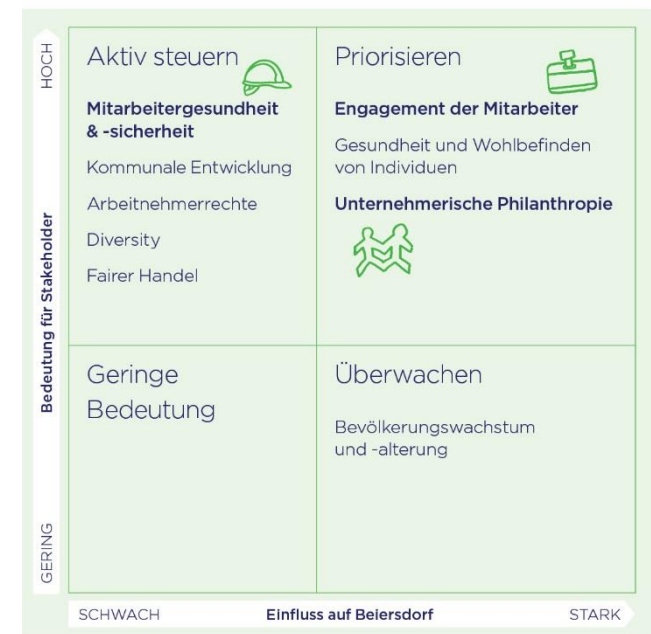 HOCH
Bedeutung für Stakeholder
GERING
Aktiv steuern
Mitarbeitergesundheit
& -sicherheit
Kommunale Entwicklung
Arbeitnehmerrechte
Diversity
Fairer Handel
Priorisieren
Engagement der Mitarbeiter
Gesundheit und Wohlbefinden
von Individuen
Unternehmerische Philanthropie
Geringe
Bedeutung
Überwachen
Bevölkerungswachstum
und -alterung
SCHWACH
Einfluss auf Beiersdorf
STARK